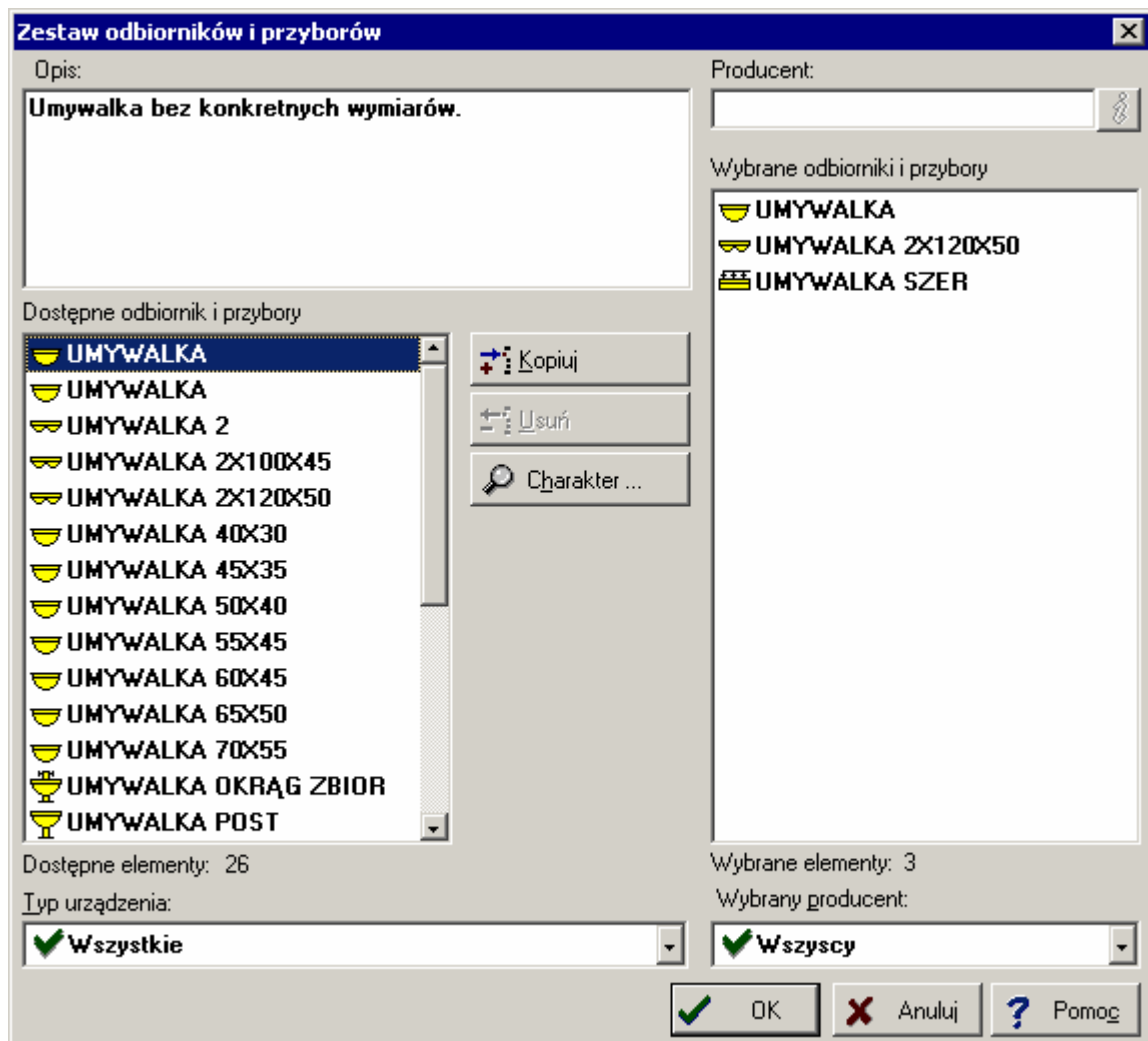 Zestaw odbiorników i przyborów
Opis:
Umywalka bez konkretnych wymiarów.
Producent:
Wybrane odbiorniki i przybory
UMYWALKA
UMYWALKA 2X120X50
UMYWALKA SZER
Dostępne odbiornik i przybory
UMYWALKA
UMYWALKA
UMYWALKA 2
UMYWALKA 2X100X45
UMYWALKA 2X120X50
UMYWALKA 40X30
UMYWALKA 45X35
UMYWALKA 50X40
UMYWALKA 55X45
UMYWALKA 60X45
UMYWALKA 65X50
UMYWALKA 70X55
UMYWALKA OKRĄG ZBIOR
UMYWALKA POST
Kopiuj
Usuń
Charakter ...
Dostępne elementy: 26
Wybrane elementy: 3
Typ urządzenia:
Wszystkie
Wybrany producent:
Wszyscy
OK
Anuluj
Pomoc